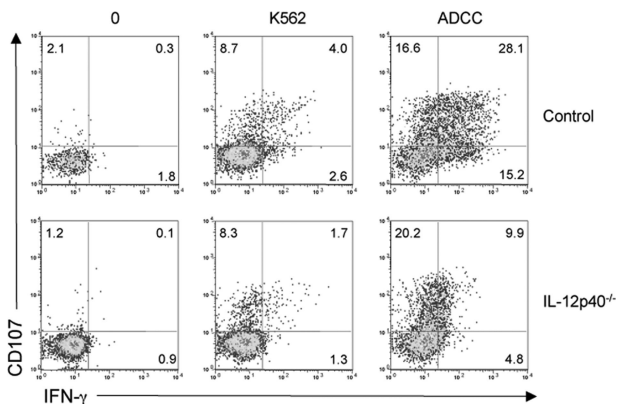 0 K562 ADCC
2.1 0.3 8.7 4.0 16.6 28.1
Control
1.8 2.6 15.2
1.2 0.1 8.3 1.7 20.2 9.9
IL-12p40-/-
0.9 1.3 4.8
CD107
IFN-γ